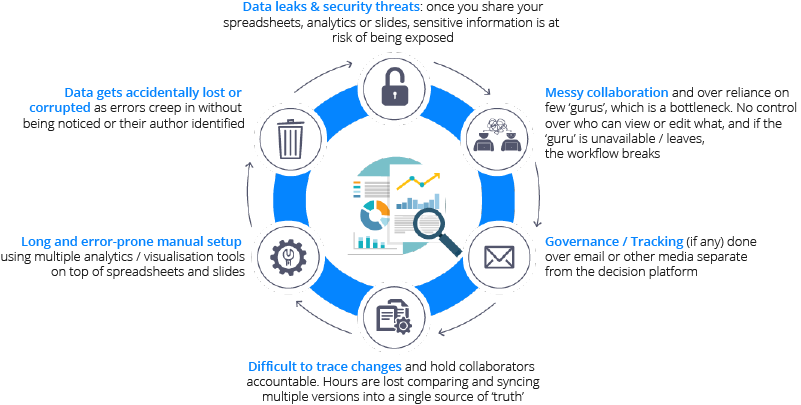 Data leaks & security threats: once you share your
spreadsheets, analytics or slides, sensitive information is at
risk of being exposed
Messy collaboration and over reliance on
few ‘gurus’, which is a bottleneck. No control
over who can view or edit what, and if the
‘guru’ is unavailable / leaves,
the workflow breaks
Governance / Tracking (if any) done
over email or other media separate
from the decision platform
Difficult to trace changes and hold collaborators
accountable. Hours are lost comparing and syncing
multiple versions into a single source of ‘truth’
Long and error-prone manual setup
using multiple analytics / visualisation tools
on top of spreadsheets and slides
Data gets accidentally lost or
corrupted as errors creep in without
being noticed or their author identified